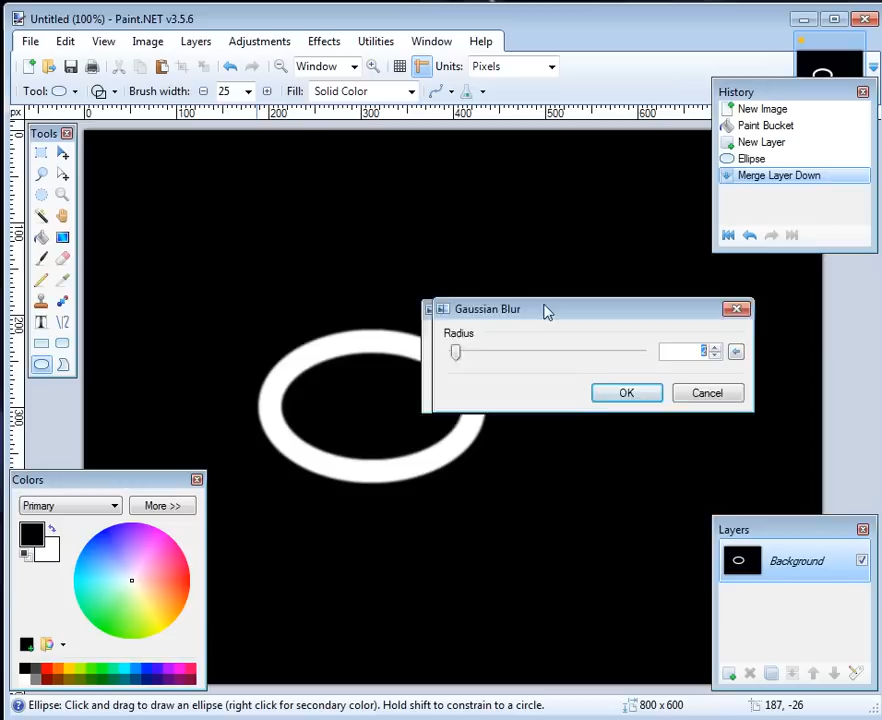 Untitled (100%) - Paint.NET v3.5.6
File Edit View Image Layers Adjustments Effects Utilities Window Help
Window Units: Pixels
Tool: Brush width: 25 Fill: Solid Color
px 0 100 200 300 400 500 600
Tools
0
100
200
300
History
New Image
Paint Bucket
New Layer
Ellipse
Merge Layer Down
Gaussian Blur
Radius
2
OK Cancel
Colors
Primary More >>
Layers
Background
Ellipse: Click and drag to draw an ellipse (right click for secondary color). Hold shift to constrain to a circle. 800 x 600 187, -26